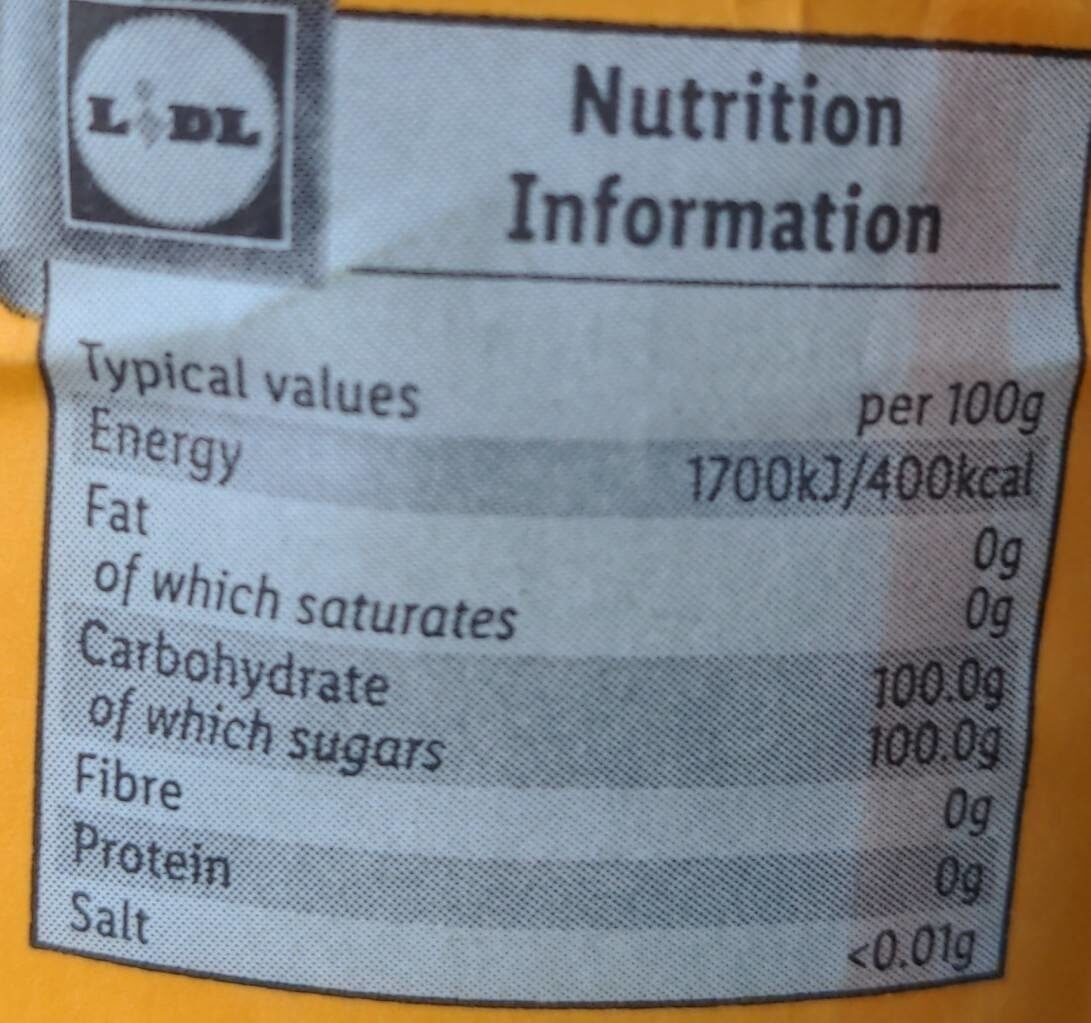 LIDL
Nutrition
Information
Typical values per 100g
Energy 1700kJ/400kcal
Fat 0g
of which saturates 0g
Carbohydrate 100.0g
of which sugars 100.0g
Fibre 0g
Protein 0g
Salt <0.01g